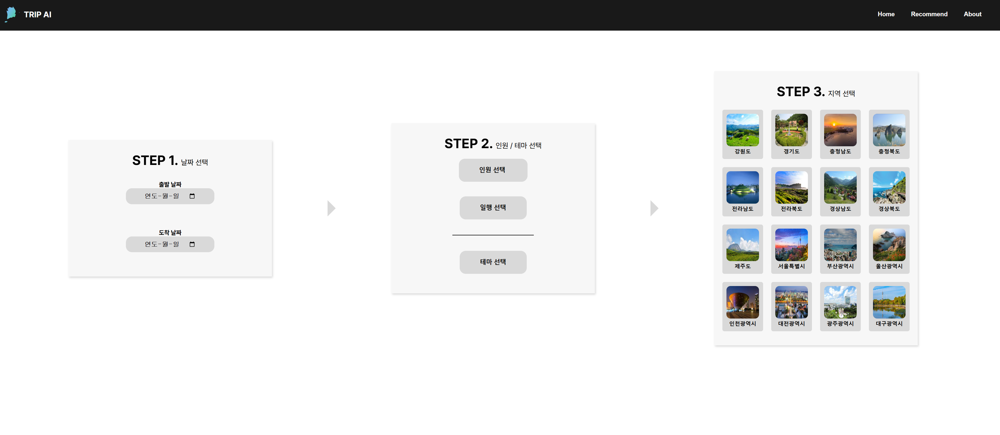 TRIP AI
Home
Recommend
About
STEP 1. 날짜 선택
출발 날짜
연도-월-일
도착 날짜
연도-월-일
STEP 2. 인원 / 테마 선택
인원 선택
일행 선택
테마 선택
STEP 3. 지역 선택
강원도
경기도
충청남도
충청북도
전라남도
전라북도
경상남도
경상북도
제주도
서울특별시
부산광역시
울산광역시
인천광역시
대전광역시
광주광역시
대구광역시